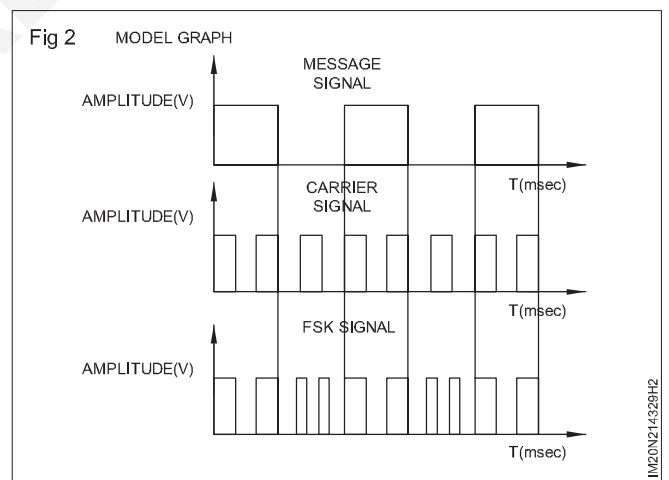 Fig 2 MODEL GRAPH
MESSAGE
SIGNAL
AMPLITUDE(V)
T(msec)
CARRIER
SIGNAL
AMPLITUDE(V)
T(msec)
FSK SIGNAL
AMPLITUDE(V)
T(msec)
IM20N214329H2